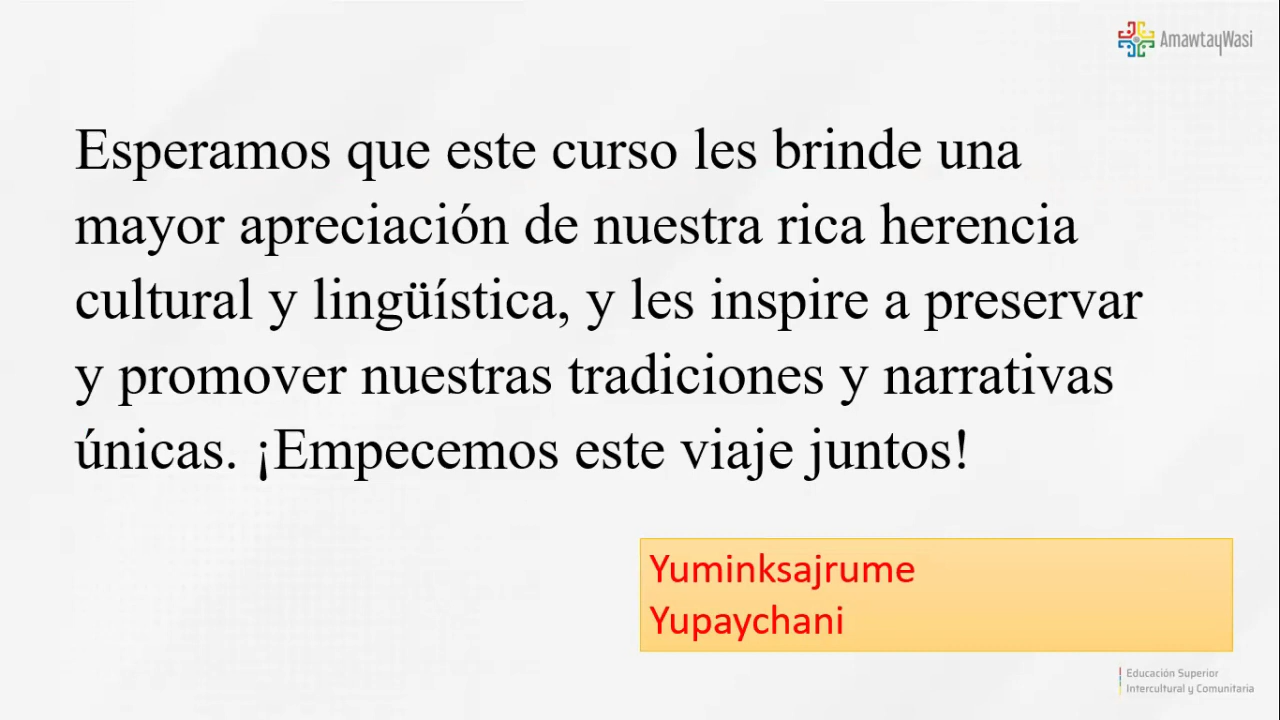 AmawtayWasi
Esperamos que este curso les brinde una
mayor apreciación de nuestra rica herencia
cultural y lingüística, y les inspire a preservar
y promover nuestras tradiciones y narrativas
únicas. ¡Empecemos este viaje juntos!
Yuminksajrume
Yupaychani
Educación Superior
Intercultural y Comunitaria